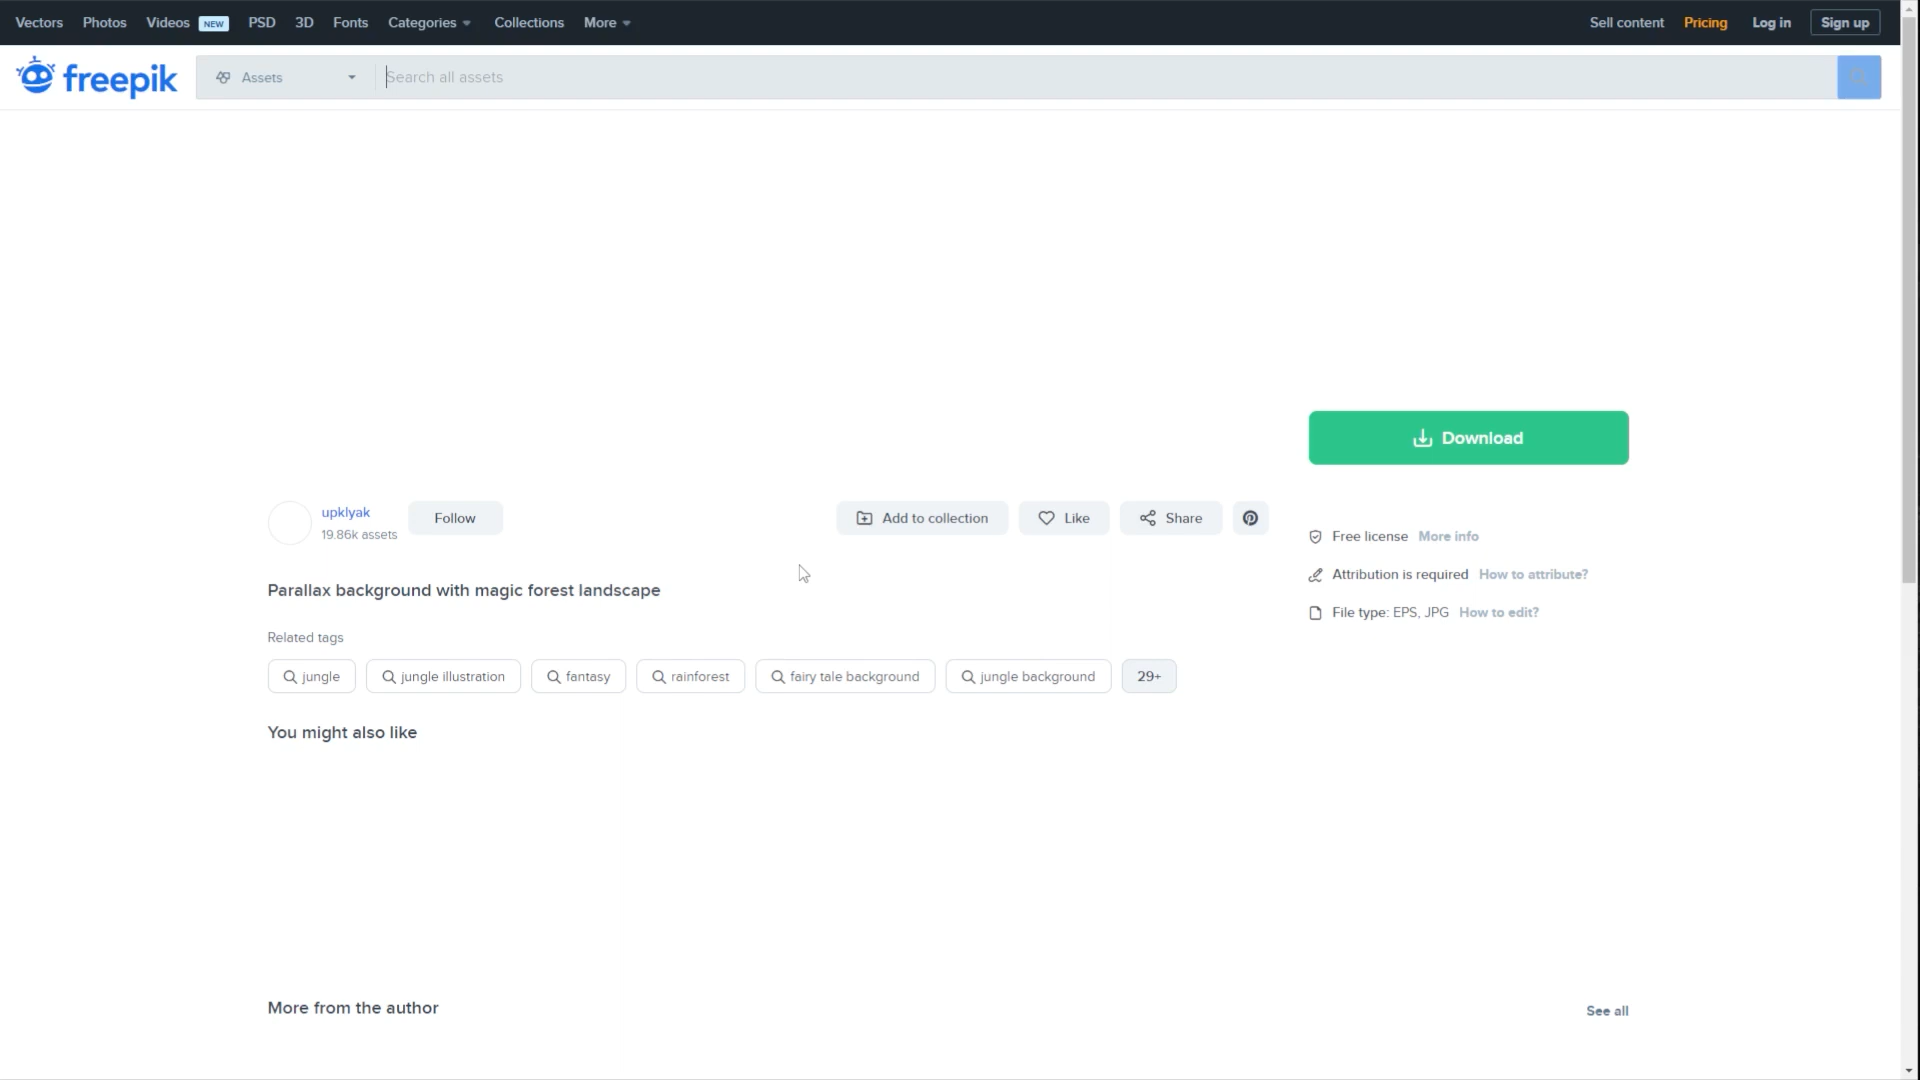 Vectors Photos Videos NEW PSD 3D Fonts Categories Collections More Sell content Pricing Log in Sign up
freepik Assets Search all assets
Download
upklyak Follow Add to collection Like Share
19.86k assets
Free license More info
Attribution is required How to attribute?
Parallax background with magic forest landscape
File type: EPS, JPG How to edit?
Related tags
jungle jungle illustration fantasy rainforest fairy tale background jungle background 29+
You might also like
More from the author See all